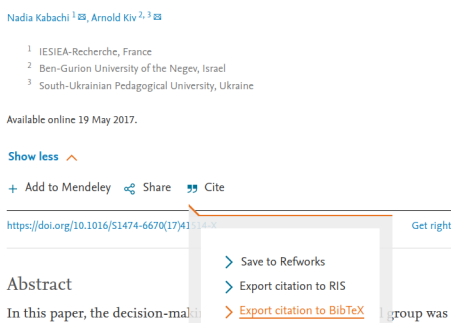 Nadia Kabachi 1, Arnold Kiv 2, 3
1 IESIEA-Recherche, France
2 Ben-Gurion University of the Negev, Israel
3 South-Ukrainian Pedagogical University, Ukraine
Available online 19 May 2017.
Show less
+ Add to Mendeley Share Cite
https://doi.org/10.1016/S1474-6670(17)41 Get right
Save to Refworks
Abstract
Export citation to RIS
In this paper, the decision-maki group was
Export citation to BibTeX